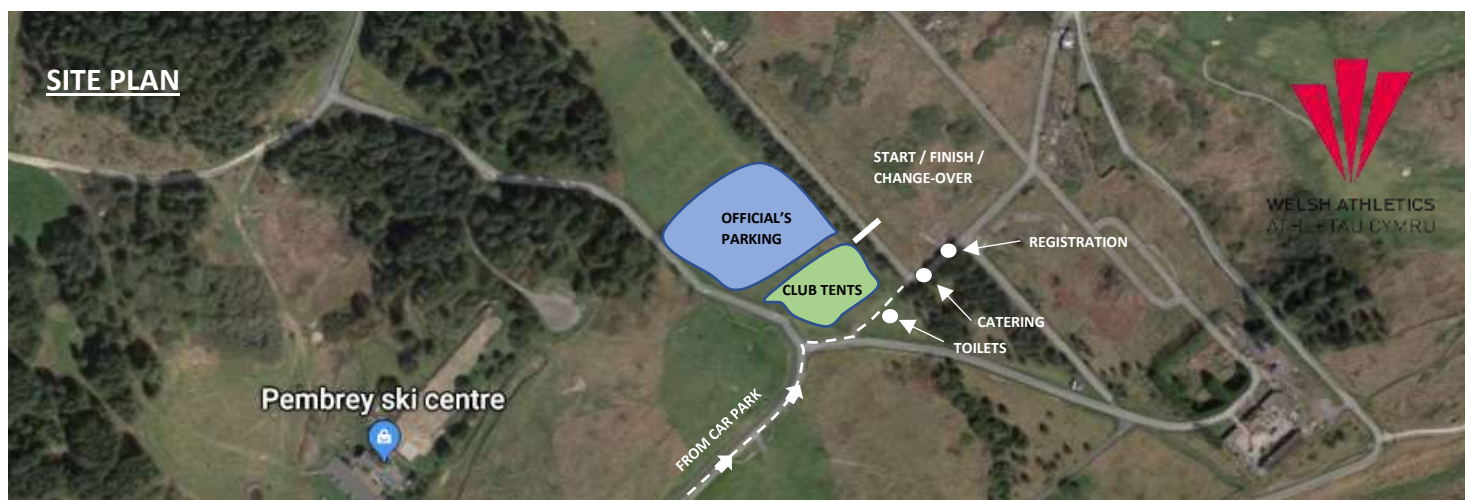 SITE PLAN
START / FINISH /
CHANGE-OVER
WELSH ATHLETICS
ATHLETAU CYMRU
OFFICIAL'S
PARKING
REGISTRATION
CLUB TENTS
CATERING
TOILETS
Pembrey ski centre
FROM CAR PARK